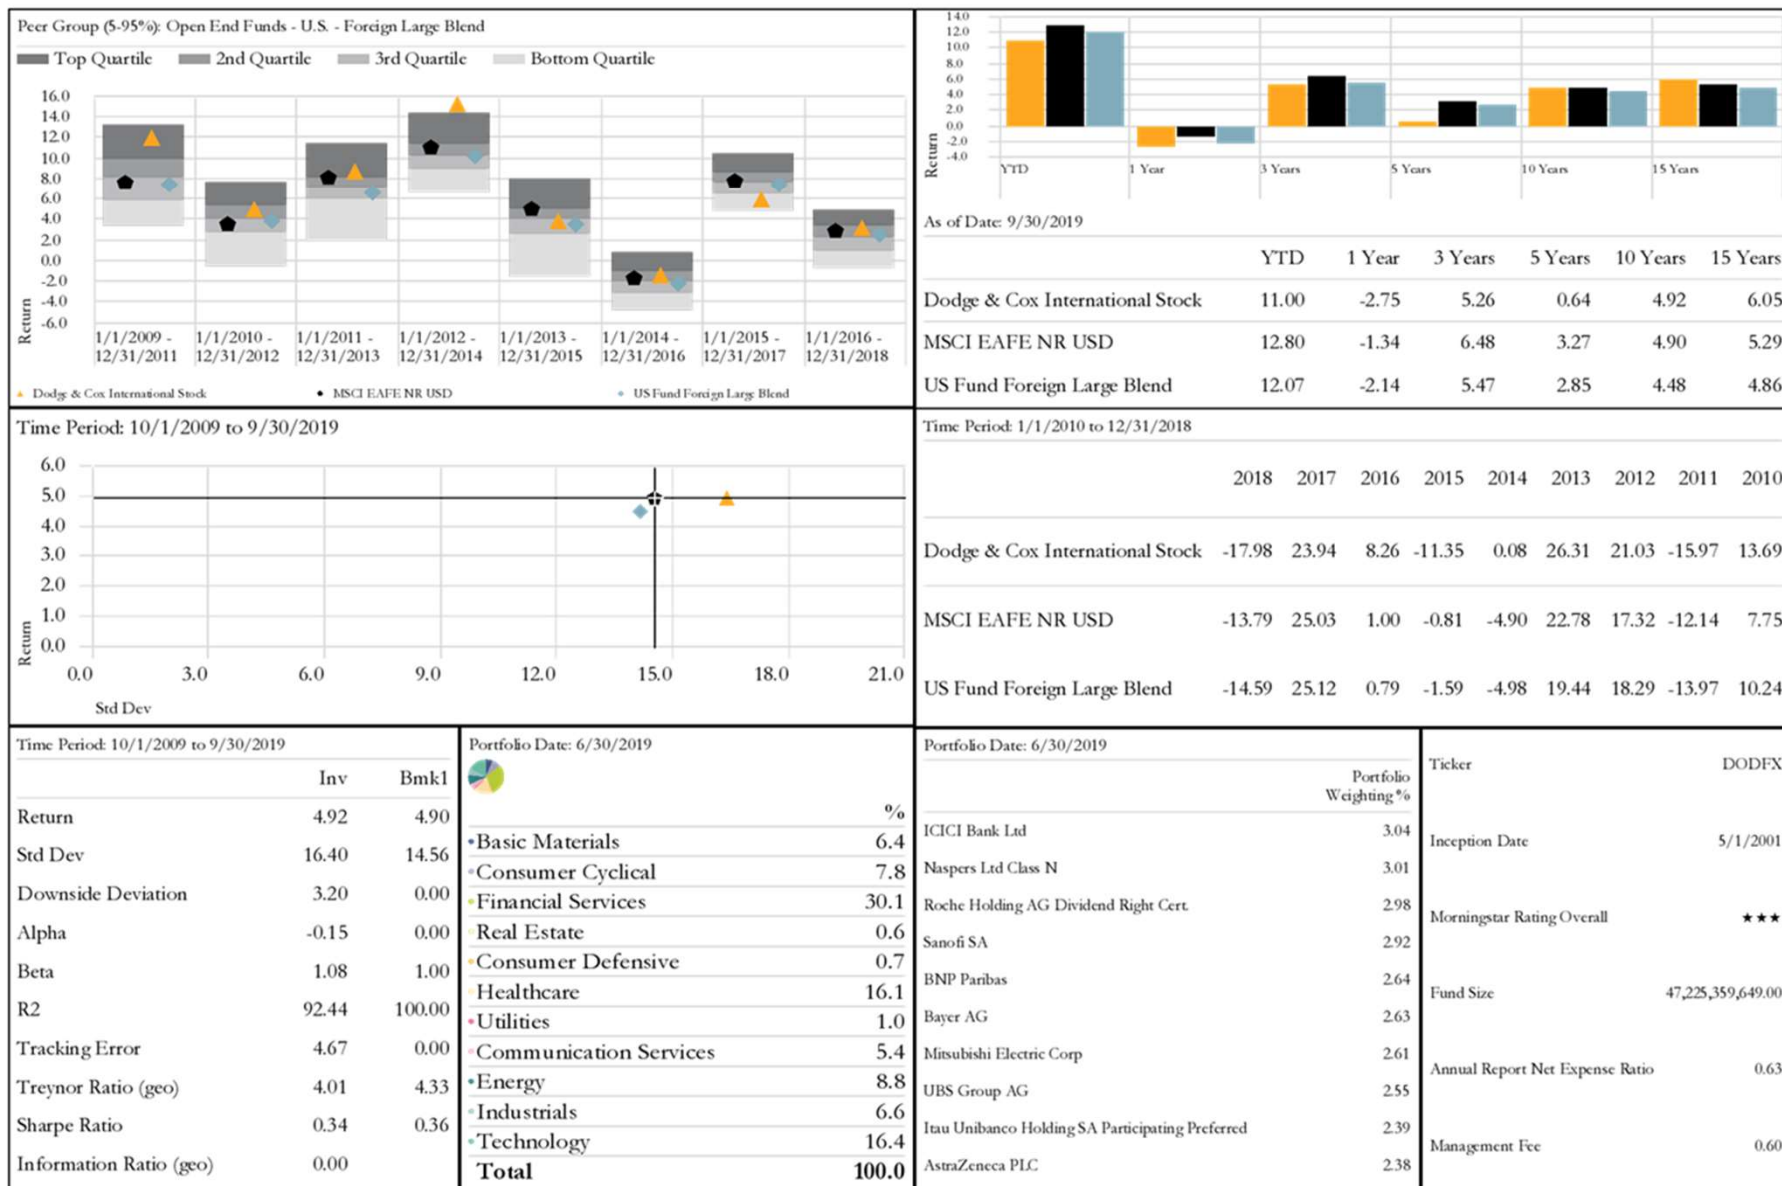 Peer Group (5-95%): Open End Funds - U.S. - Foreign Large Blend
Top Quartile 2nd Quartile 3rd Quartile Bottom Quartile
16.0
14.0
12.0
10.0
8.0
6.0
4.0
2.0
0.0
-2.0
-4.0
-6.0
Return
1/1/2009 - 1/1/2010 - 1/1/2011 - 1/1/2012 - 1/1/2013 - 1/1/2014 - 1/1/2015 - 1/1/2016 -
12/31/2011 12/31/2012 12/31/2013 12/31/2014 12/31/2015 12/31/2016 12/31/2017 12/31/2018
Dodge & Cox International Stock MSCI EAFE NR USD US Fund Foreign Large Blend
14.0
12.0
10.0
8.0
6.0
4.0
2.0
0.0
-2.0
-4.0
Return
YTD 1 Year 3 Years 5 Years 10 Years 15 Years
As of Date: 9/30/2019
YTD 1 Year 3 Years 5 Years 10 Years 15 Years
Dodge & Cox International Stock 11.00 -2.75 5.26 0.64 4.92 6.05
MSCI EAFE NR USD 12.80 -1.34 6.48 3.27 4.90 5.29
US Fund Foreign Large Blend 12.07 -2.14 5.47 2.85 4.48 4.86
Time Period: 10/1/2009 to 9/30/2019
6.0
5.0
4.0
3.0
2.0
1.0
0.0
Return
0.0 3.0 6.0 9.0 12.0 15.0 18.0 21.0
Std Dev
Time Period: 1/1/2010 to 12/31/2018
2018 2017 2016 2015 2014 2013 2012 2011 2010
Dodge & Cox International Stock -17.98 23.94 8.26 -11.35 0.08 26.31 21.03 -15.97 13.69
MSCI EAFE NR USD -13.79 25.03 1.00 -0.81 -4.90 22.78 17.32 -12.14 7.75
US Fund Foreign Large Blend -14.59 25.12 0.79 -1.59 -4.98 19.44 18.29 -13.97 10.24
Time Period: 10/1/2009 to 9/30/2019
Inv Bmk1
Return 4.92 4.90
Std Dev 16.40 14.56
Downside Deviation 3.20 0.00
Alpha -0.15 0.00
Beta 1.08 1.00
R2 92.44 100.00
Tracking Error 4.67 0.00
Treynor Ratio (geo) 4.01 4.33
Sharpe Ratio 0.34 0.36
Information Ratio (geo) 0.00
Portfolio Date: 6/30/2019
%
Basic Materials 6.4
Consumer Cyclical 7.8
Financial Services 30.1
Real Estate 0.6
Consumer Defensive 0.7
Healthcare 16.1
Utilities 1.0
Communication Services 5.4
Energy 8.8
Industrials 6.6
Technology 16.4
Total 100.0
Portfolio Date: 6/30/2019
Portfolio
Weighting %
ICICI Bank Ltd 3.04
Naspers Ltd Class N 3.01
Roche Holding AG Dividend Right Cert. 2.98
Sanofi SA 2.92
BNP Paribas 2.64
Bayer AG 2.63
Mitsubishi Electric Corp 2.61
UBS Group AG 2.55
Itau Unibanco Holding SA Participating Preferred 2.39
AstraZeneca PLC 2.38
Ticker DODFX
Inception Date 5/1/2001
Morningstar Rating Overall ★★★
Fund Size 47,225,359,649.00
Annual Report Net Expense Ratio 0.63
Management Fee 0.60